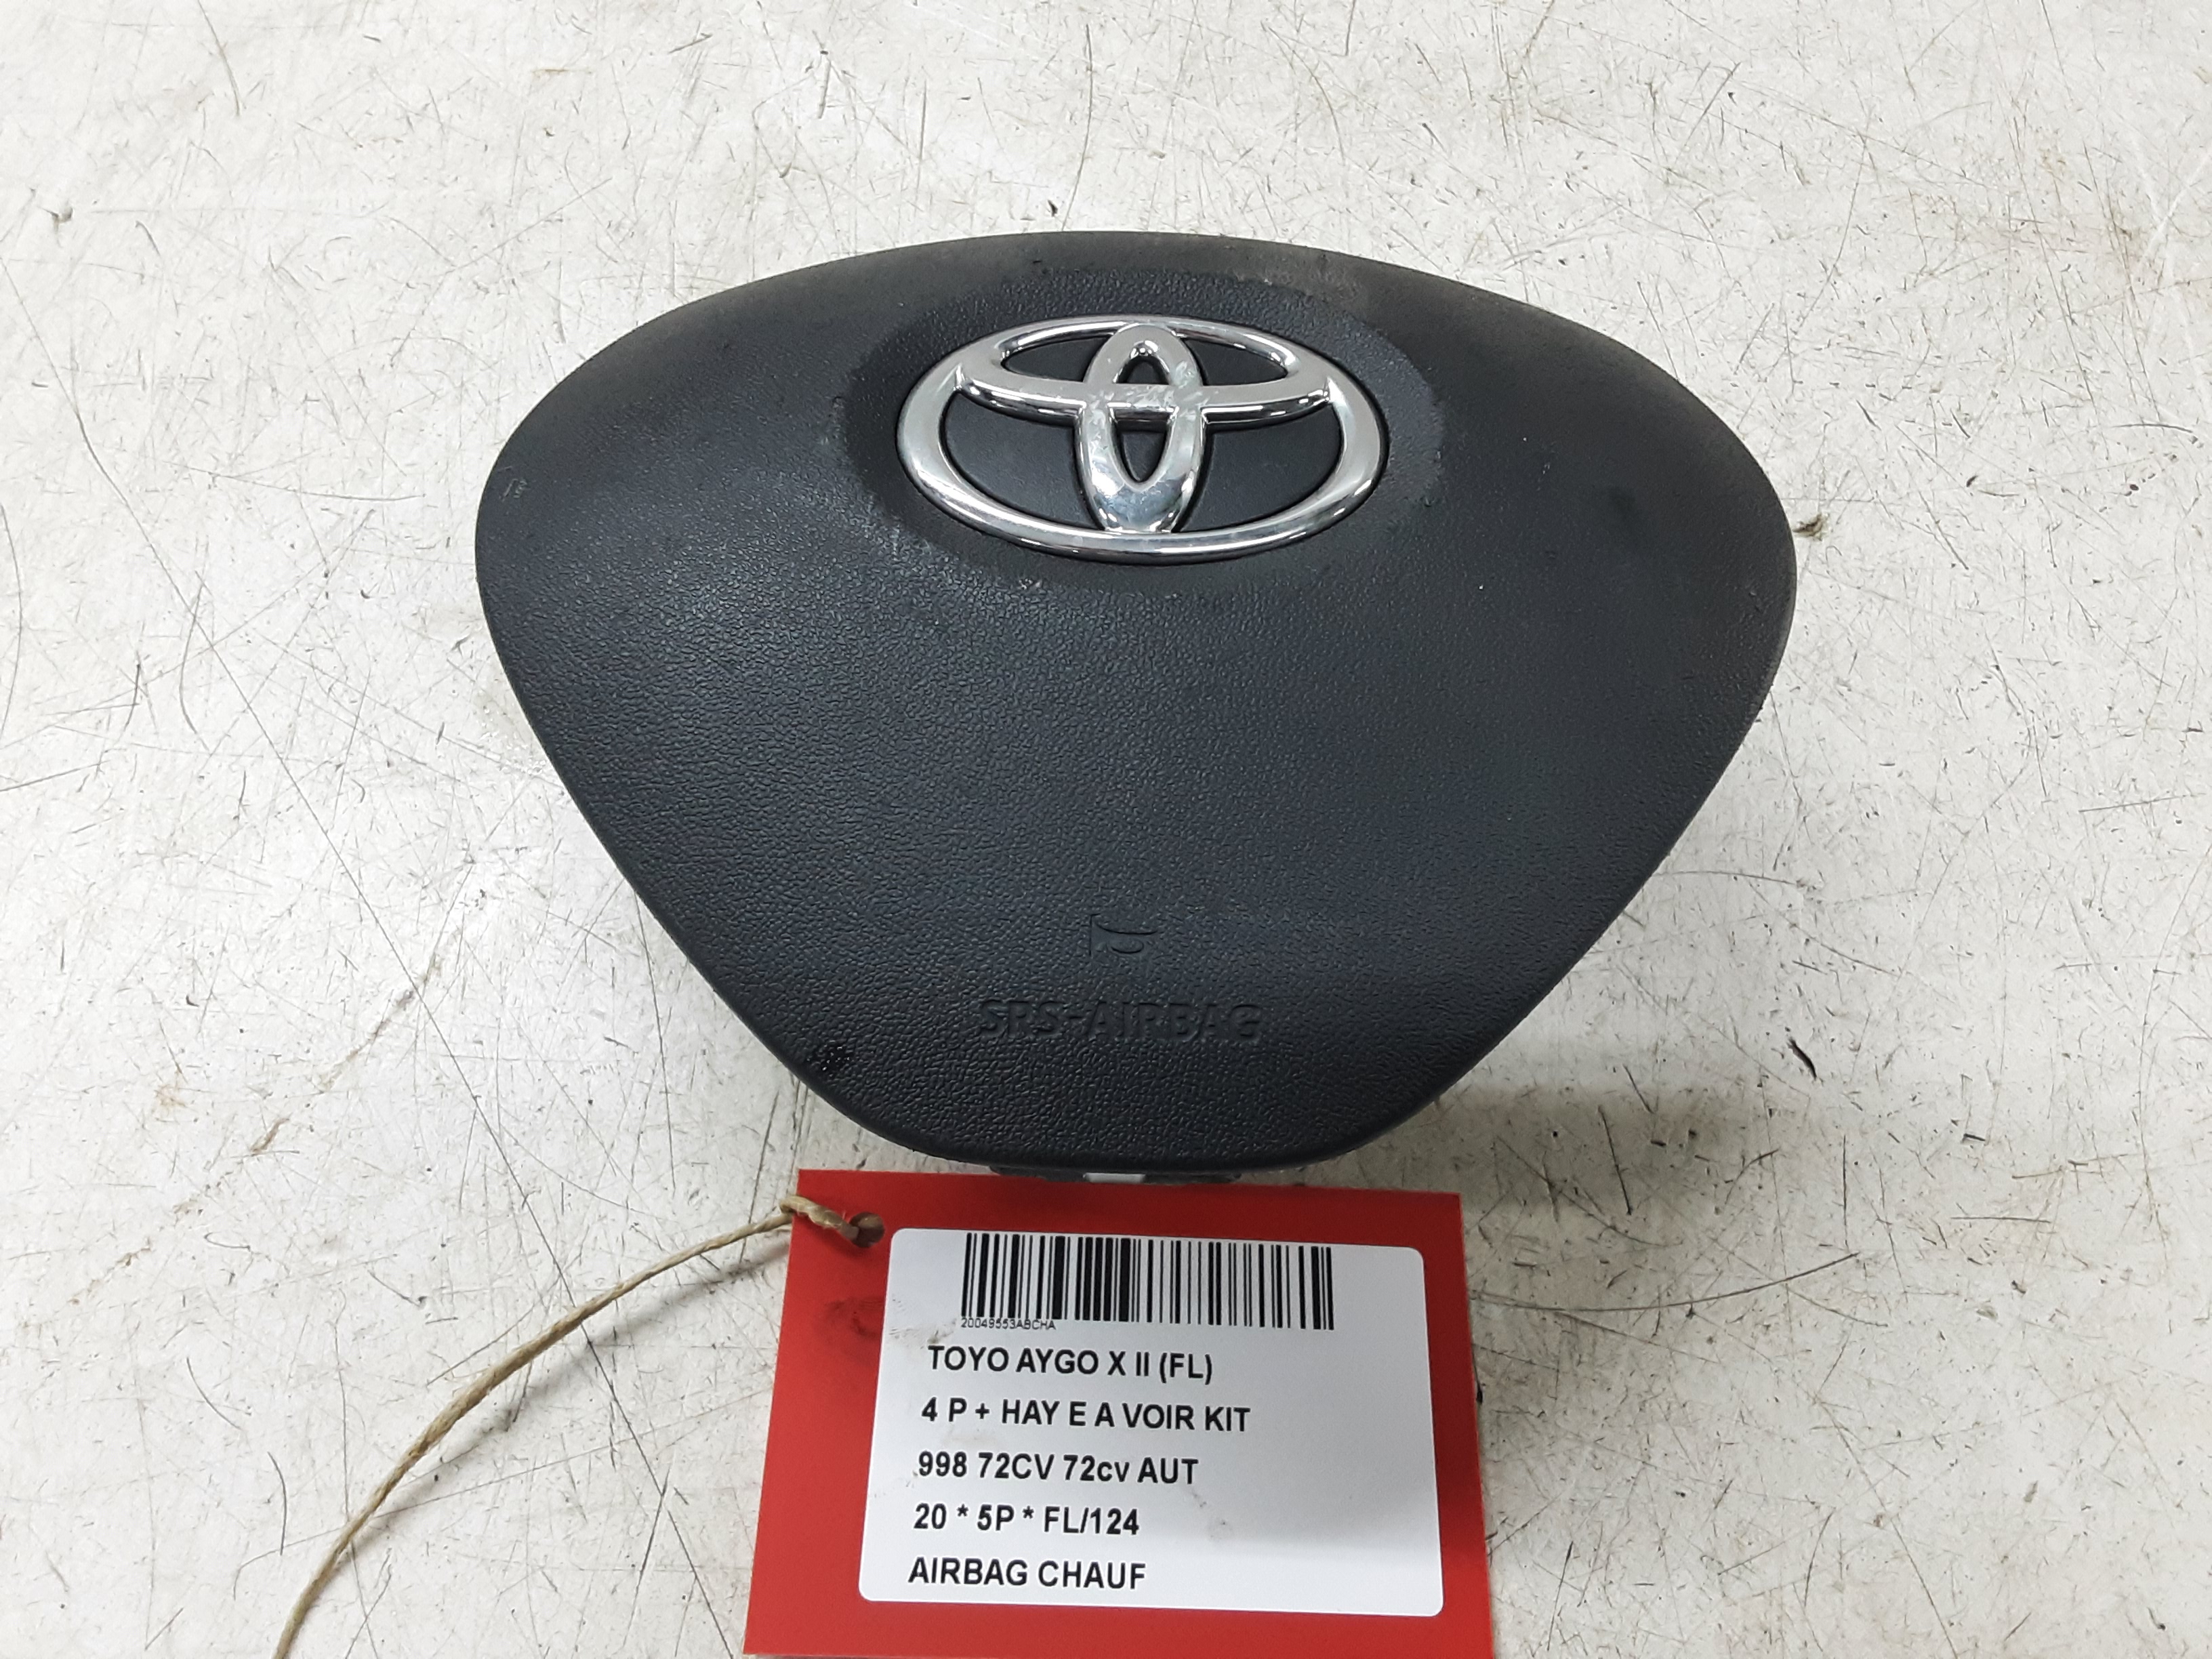 SRS-AIRBAG
20049553ABCHA
TOYO AYGO X II (FL)
4 P + HAY E A VOIR KIT
998 72CV 72cv AUT
20 * 5P * FL/124
AIRBAG CHAUF